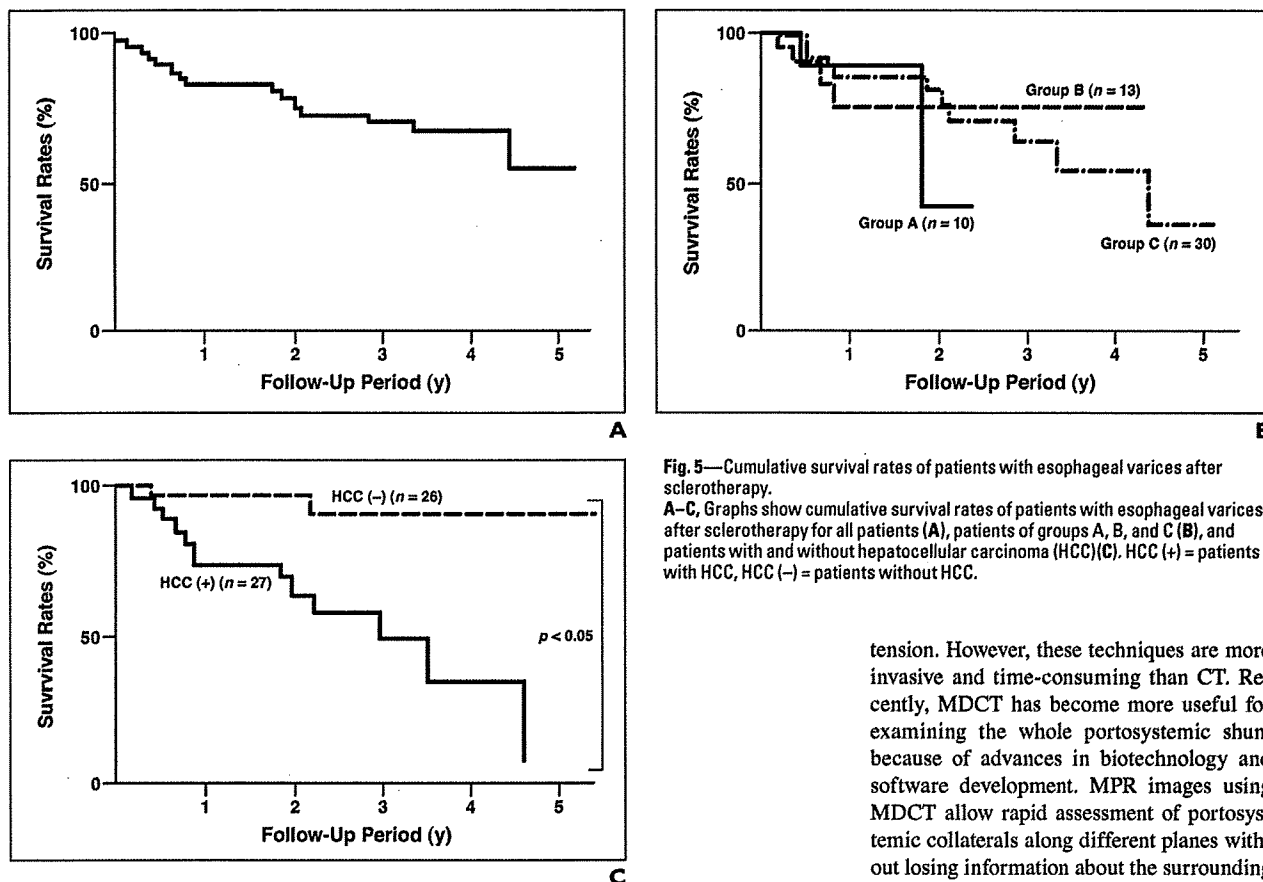 100
50
0
Survival Rates (%)
1 2 3 4 5
Follow-Up Period (y)
A
100
50
0
Suvrvival Rates (%)
Group B (n = 13)
Group A (n = 10)
Group C (n = 30)
1 2 3 4 5
Follow-Up Period (y)
100
50
0
Suvrvival Rates (%)
HCC (–) (n = 26)
HCC (+) (n = 27)
p < 0.05
1 2 3 4 5
Follow-Up Period (y)
C
Fig. 5—Cumulative survival rates of patients with esophageal varices after
sclerotherapy.
A–C, Graphs show cumulative survival rates of patients with esophageal varices
after sclerotherapy for all patients (A), patients of groups A, B, and C (B), and
patients with and without hepatocellular carcinoma (HCC)(C). HCC (+) = patients
with HCC, HCC (–) = patients without HCC.
tension. However, these techniques are more
invasive and time-consuming than CT. Re-
cently, MDCT has become more useful fo
examining the whole portosystemic shun
because of advances in biotechnology and
software development. MPR images using
MDCT allow rapid assessment of portosys
temic collaterals along different planes with
out losing information about the surrounding